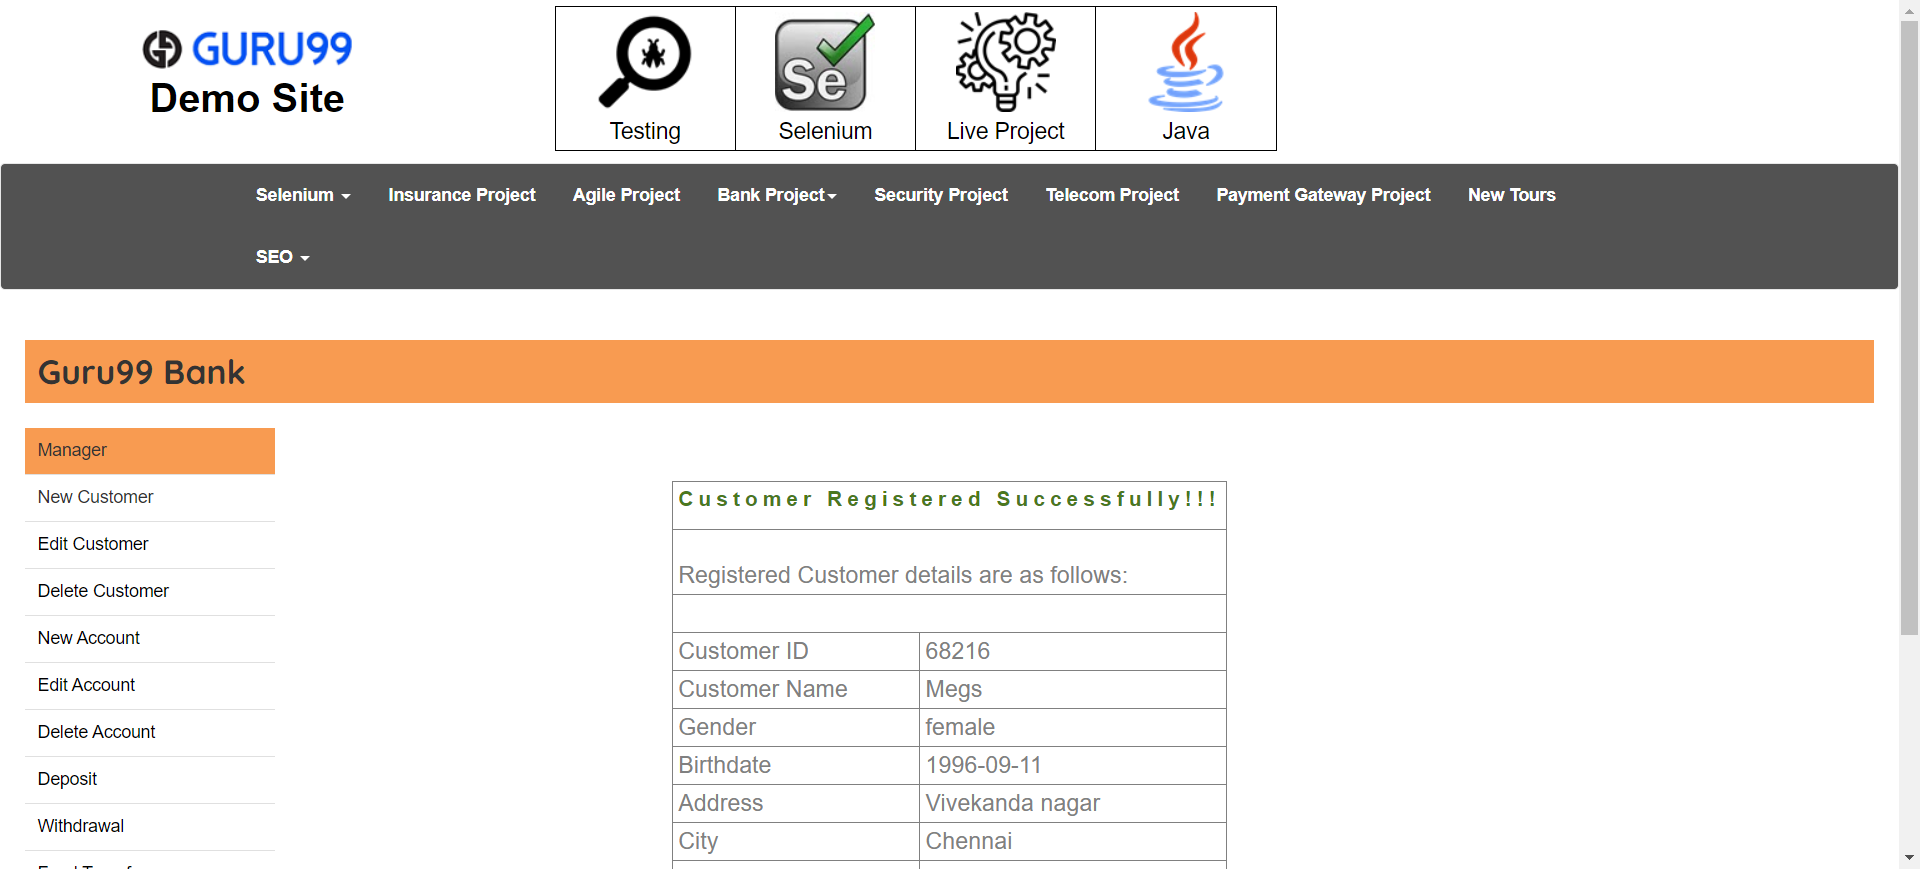 GURU99
Demo Site
Testing
Se
Selenium
Live Project
Java
Selenium
Insurance Project
Agile Project
Bank Project
Security Project
Telecom Project
Payment Gateway Project
New Tours
SEO
Guru99 Bank
Manager
New Customer
Edit Customer
Delete Customer
New Account
Edit Account
Delete Account
Deposit
Withdrawal
Customer Registered Successfully!!!
Registered Customer details are as follows:
Customer ID 68216
Customer Name Megs
Gender female
Birthdate 1996-09-11
Address Vivekanda nagar
City Chennai